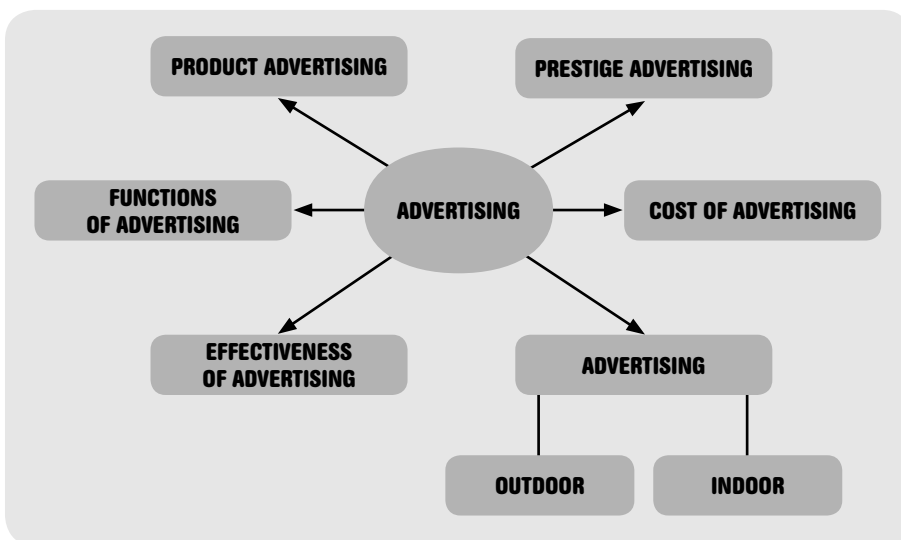 PRODUCT ADVERTISING
PRESTIGE ADVERTISING
FUNCTIONS
OF ADVERTISING
ADVERTISING
COST OF ADVERTISING
EFFECTIVENESS
OF ADVERTISING
ADVERTISING
OUTDOOR
INDOOR